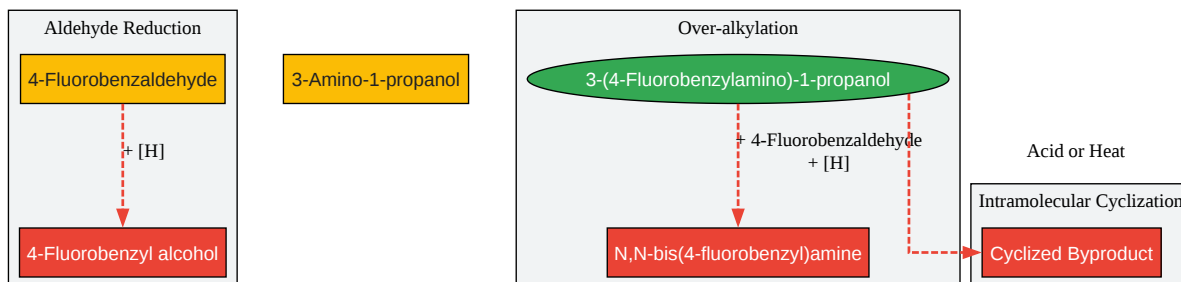 Aldehyde Reduction
4-Fluorobenzaldehyde
+ [H]
4-Fluorobenzyl alcohol
3-Amino-1-propanol
Over-alkylation
3-(4-Fluorobenzylamino)-1-propanol
+ 4-Fluorobenzaldehyde
+ [H]
N,N-bis(4-fluorobenzyl)amine
Acid or Heat
Intramolecular Cyclization
Cyclized Byproduct